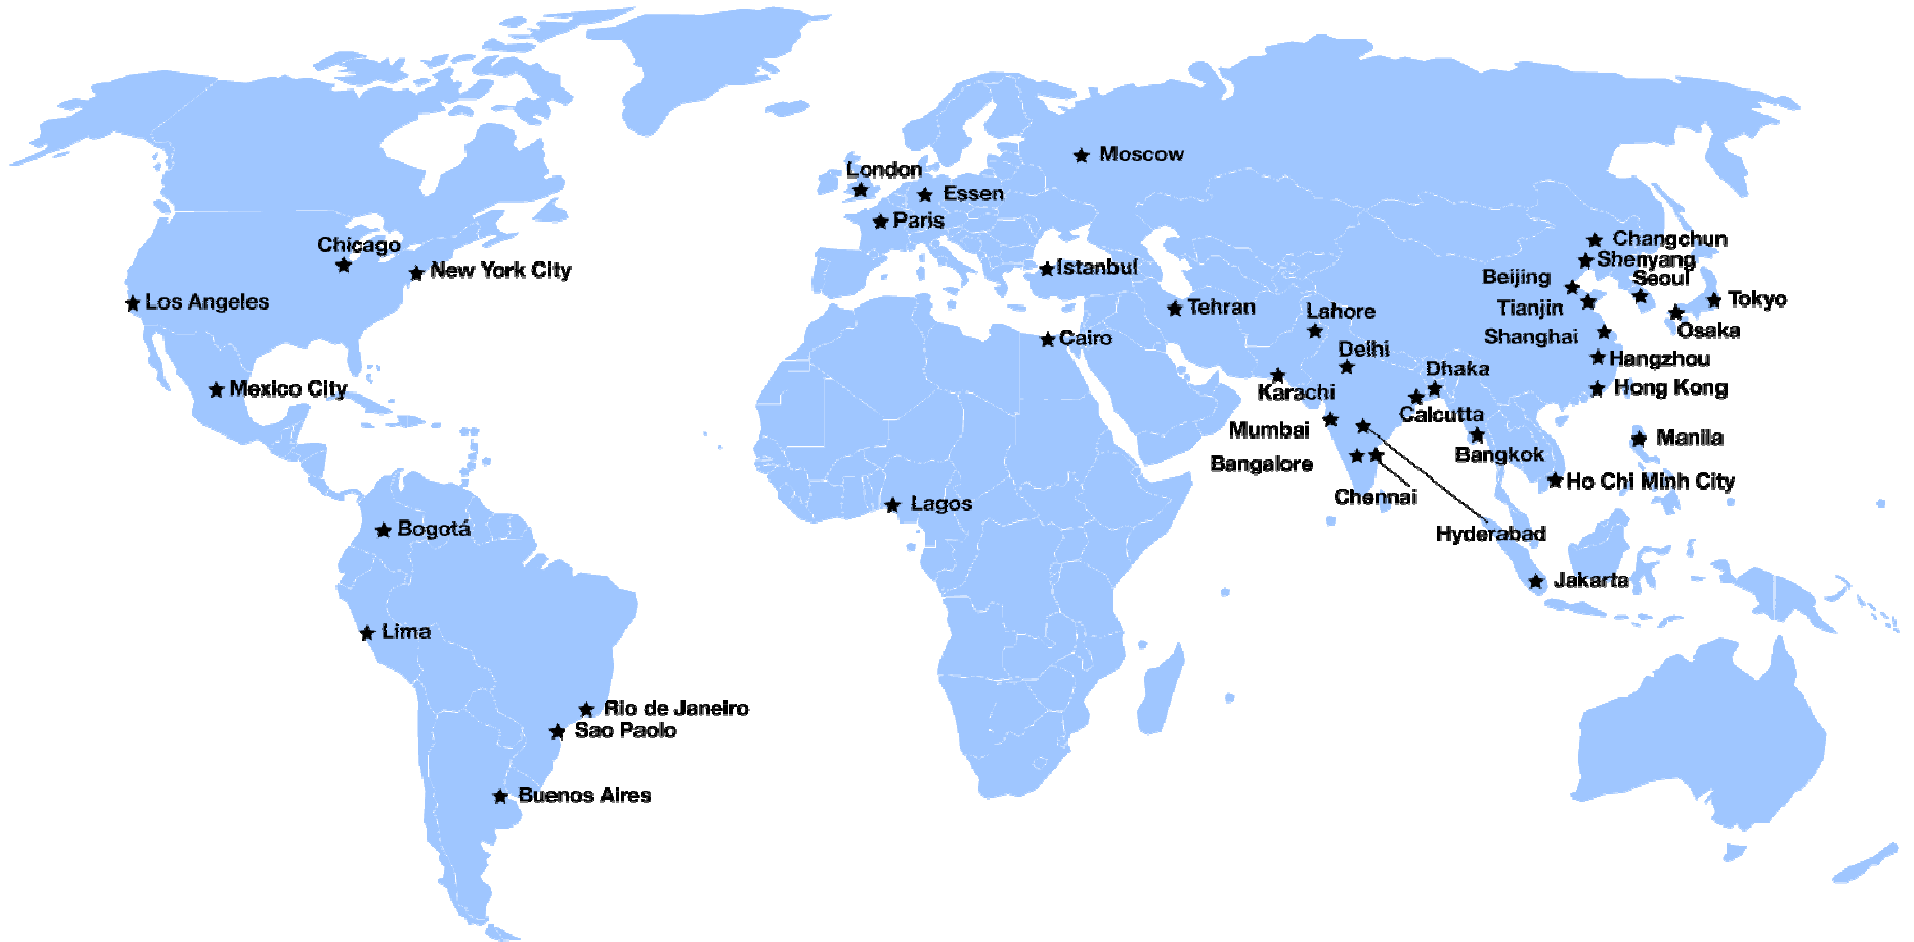 Moscow
London
Essen
Paris
Chicago
New York City
Istanbul
Los Angeles
Tehran
Cairo
Mexico City
Lahore
Delhi
Karachi
Dhaka
Calcutta
Mumbai
Bangalore
Chennai
Hyderabad
Bangkok
Changchun
Shenyang
Beijing
Seoul
Tianjin
Tokyo
Osaka
Shanghai
Hangzhou
Hong Kong
Manila
Ho Chi Minh City
Lagos
Bogotá
Jakarta
Lima
Rio de Janeiro
Sao Paolo
Buenos Aires